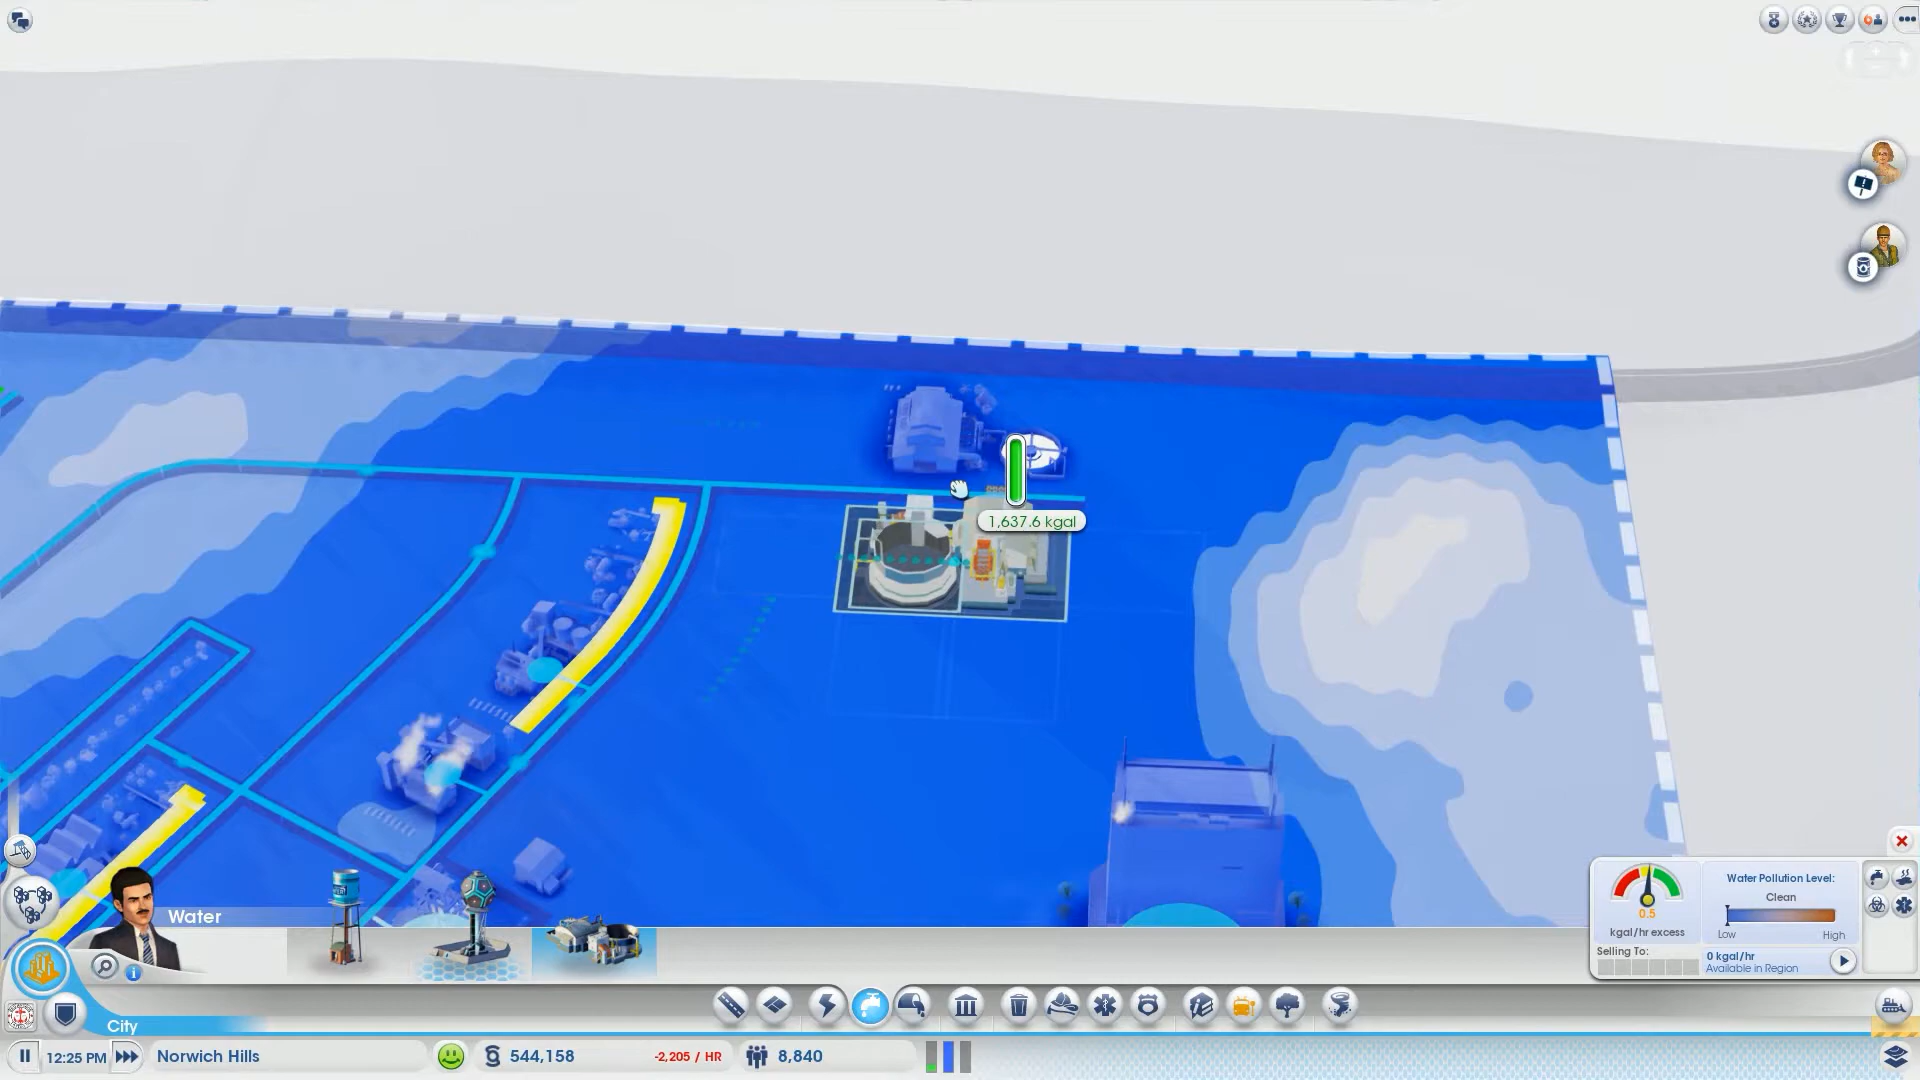 1,637.6 kgal
Water
0.5
kgal/hr excess
Selling To:
Water Pollution Level:
Clean
Low
High
0 kgal/hr
Available in Region
City
12:25 PM
Norwich Hills
544,158
-2,205 / HR
8,840